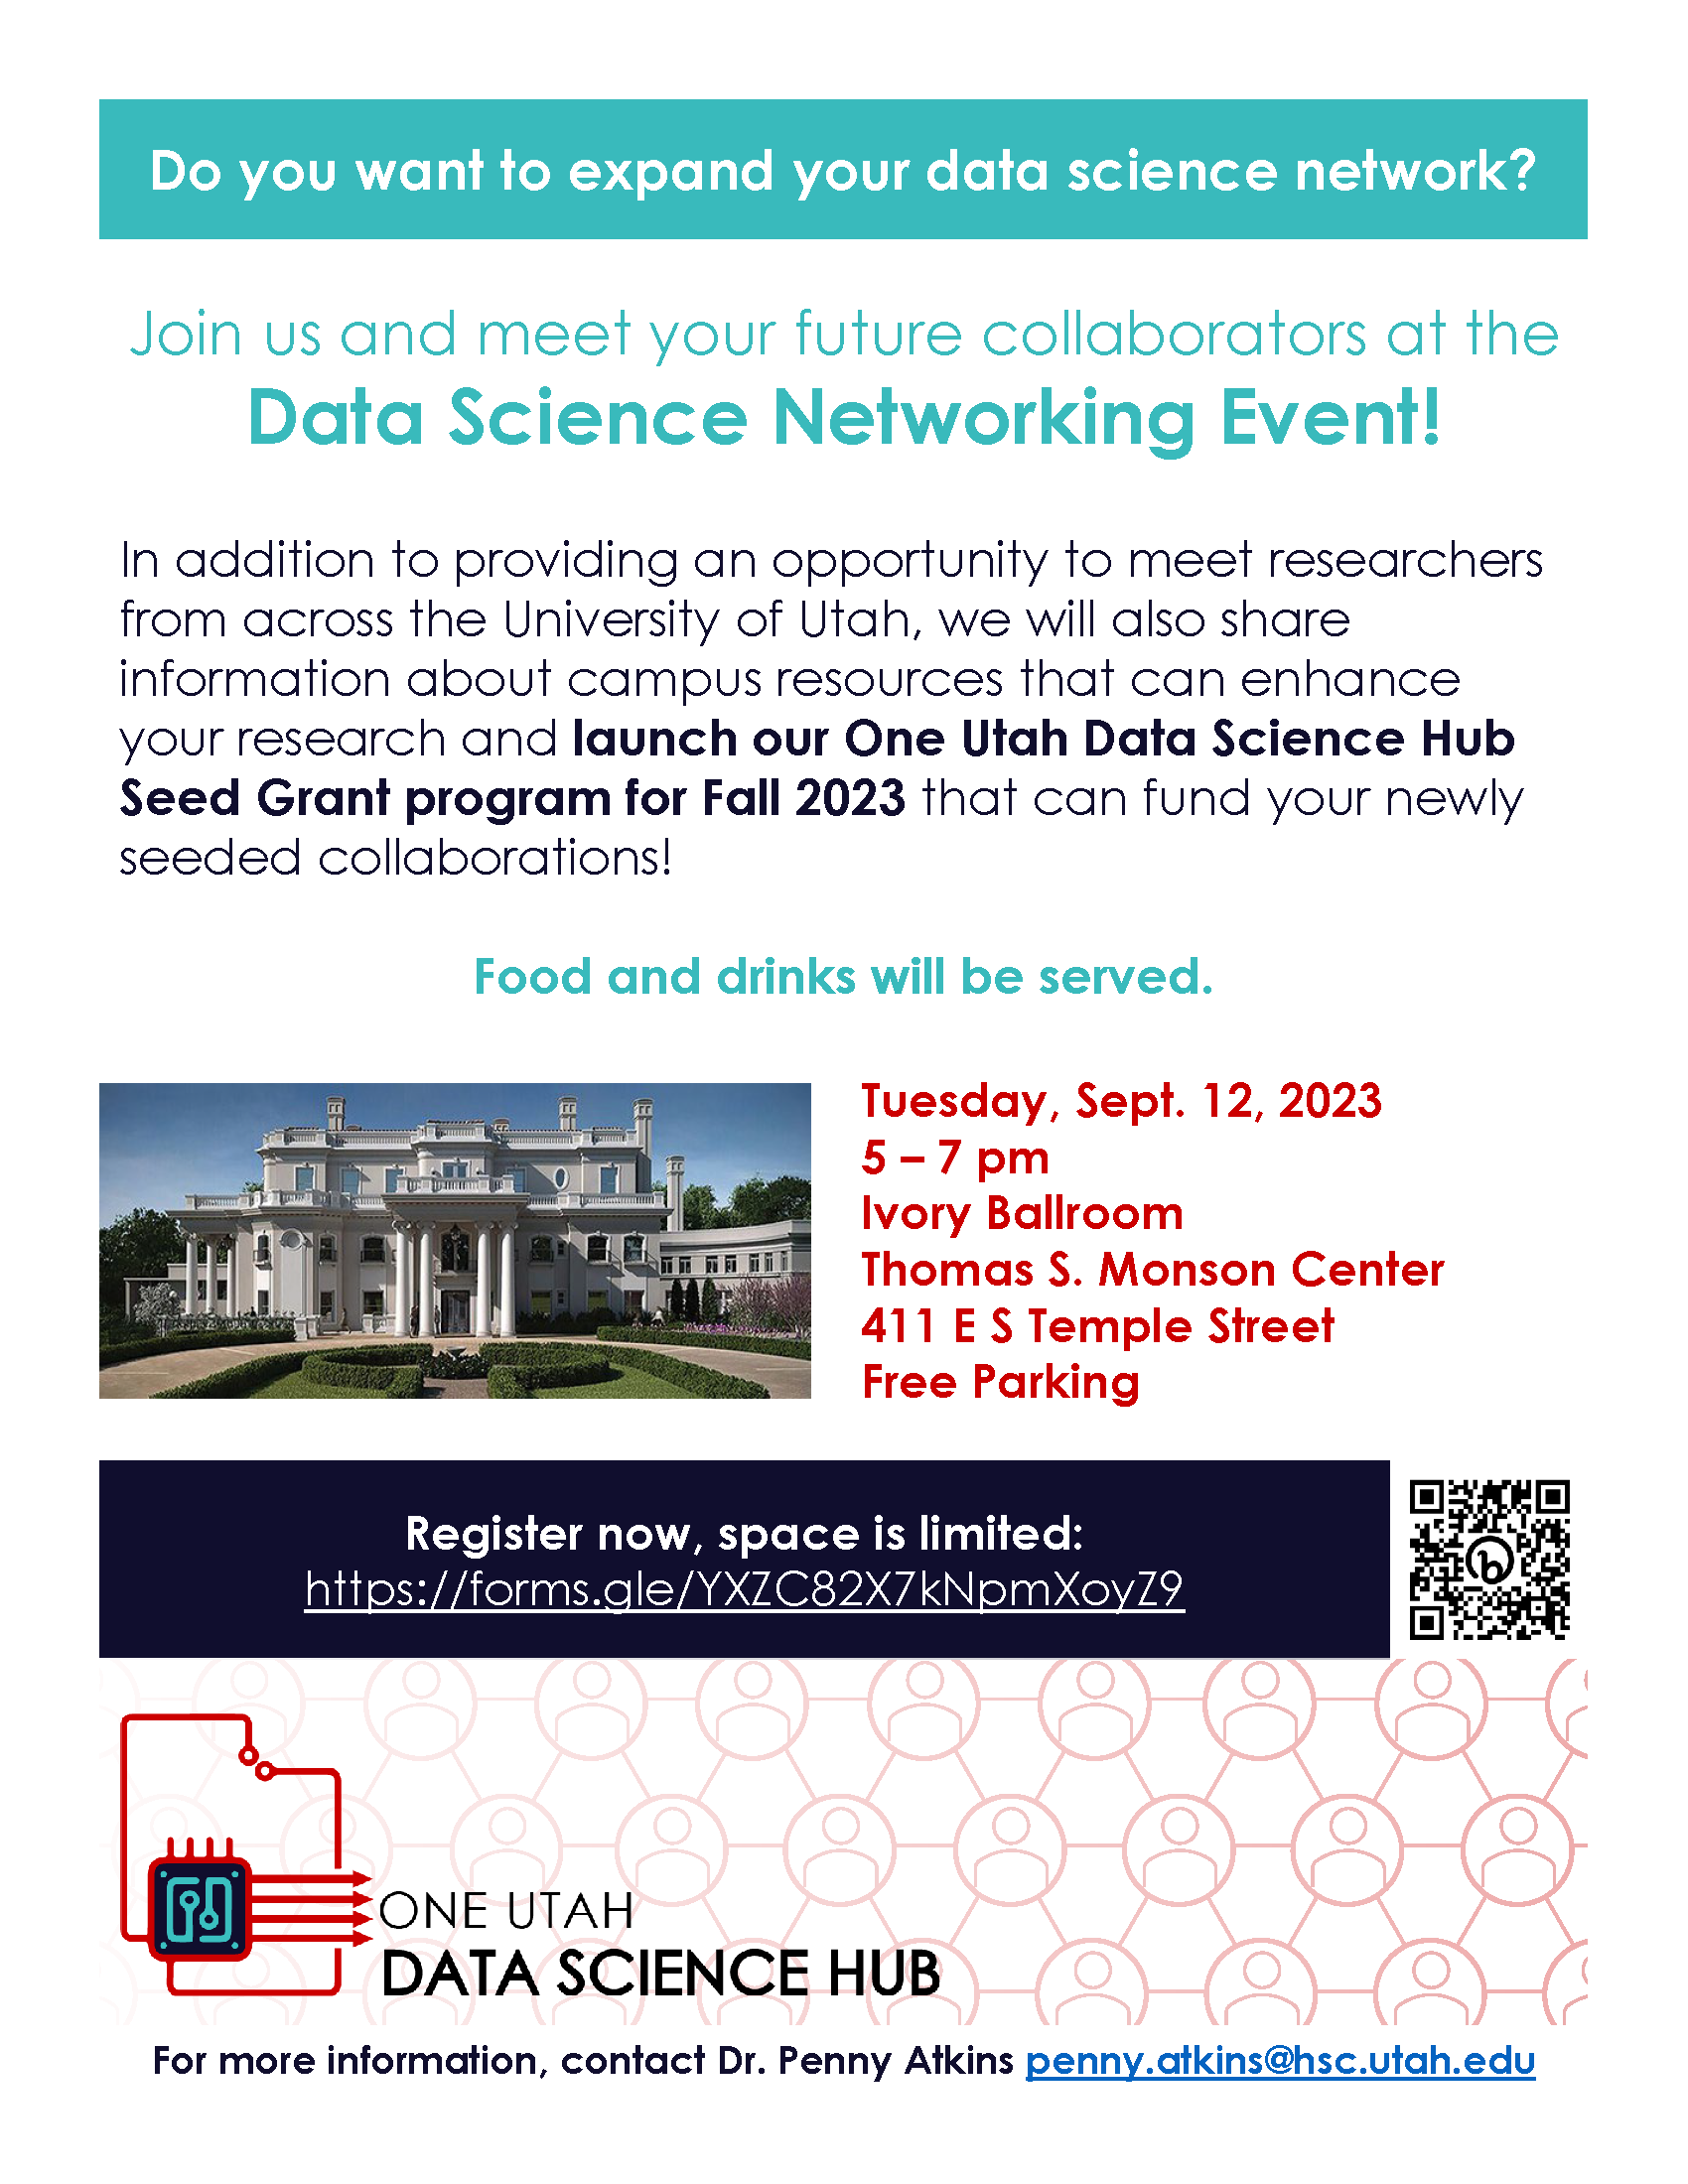 Do you want to expand your data science network?
Join us and meet your future collaborators at the
Data Science Networking Event!
In addition to providing an opportunity to meet researchers
from across the University of Utah, we will also share
information about campus resources that can enhance
your research and launch our One Utah Data Science Hub
Seed Grant program for Fall 2023 that can fund your newly
seeded collaborations!
Food and drinks will be served.
Tuesday, Sept. 12, 2023
5 – 7 pm
Ivory Ballroom
Thomas S. Monson Center
411 E S Temple Street
Free Parking
Register now, space is limited:
https://forms.gle/YXZC82X7kNpmXoyZ9
b
ONE UTAH
DATA SCIENCE HUB
For more information, contact Dr. Penny Atkins penny.atkins@hsc.utah.edu